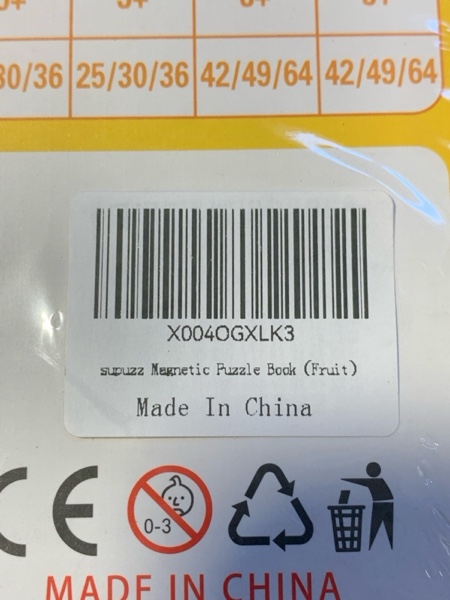 30/36 25/30/36 42/49/64 42/49/64
X004OGXLK3
supuzz Magnetic Puzzle Book (Fruit)
Made In China
CE 0-3
MADE IN CHINA